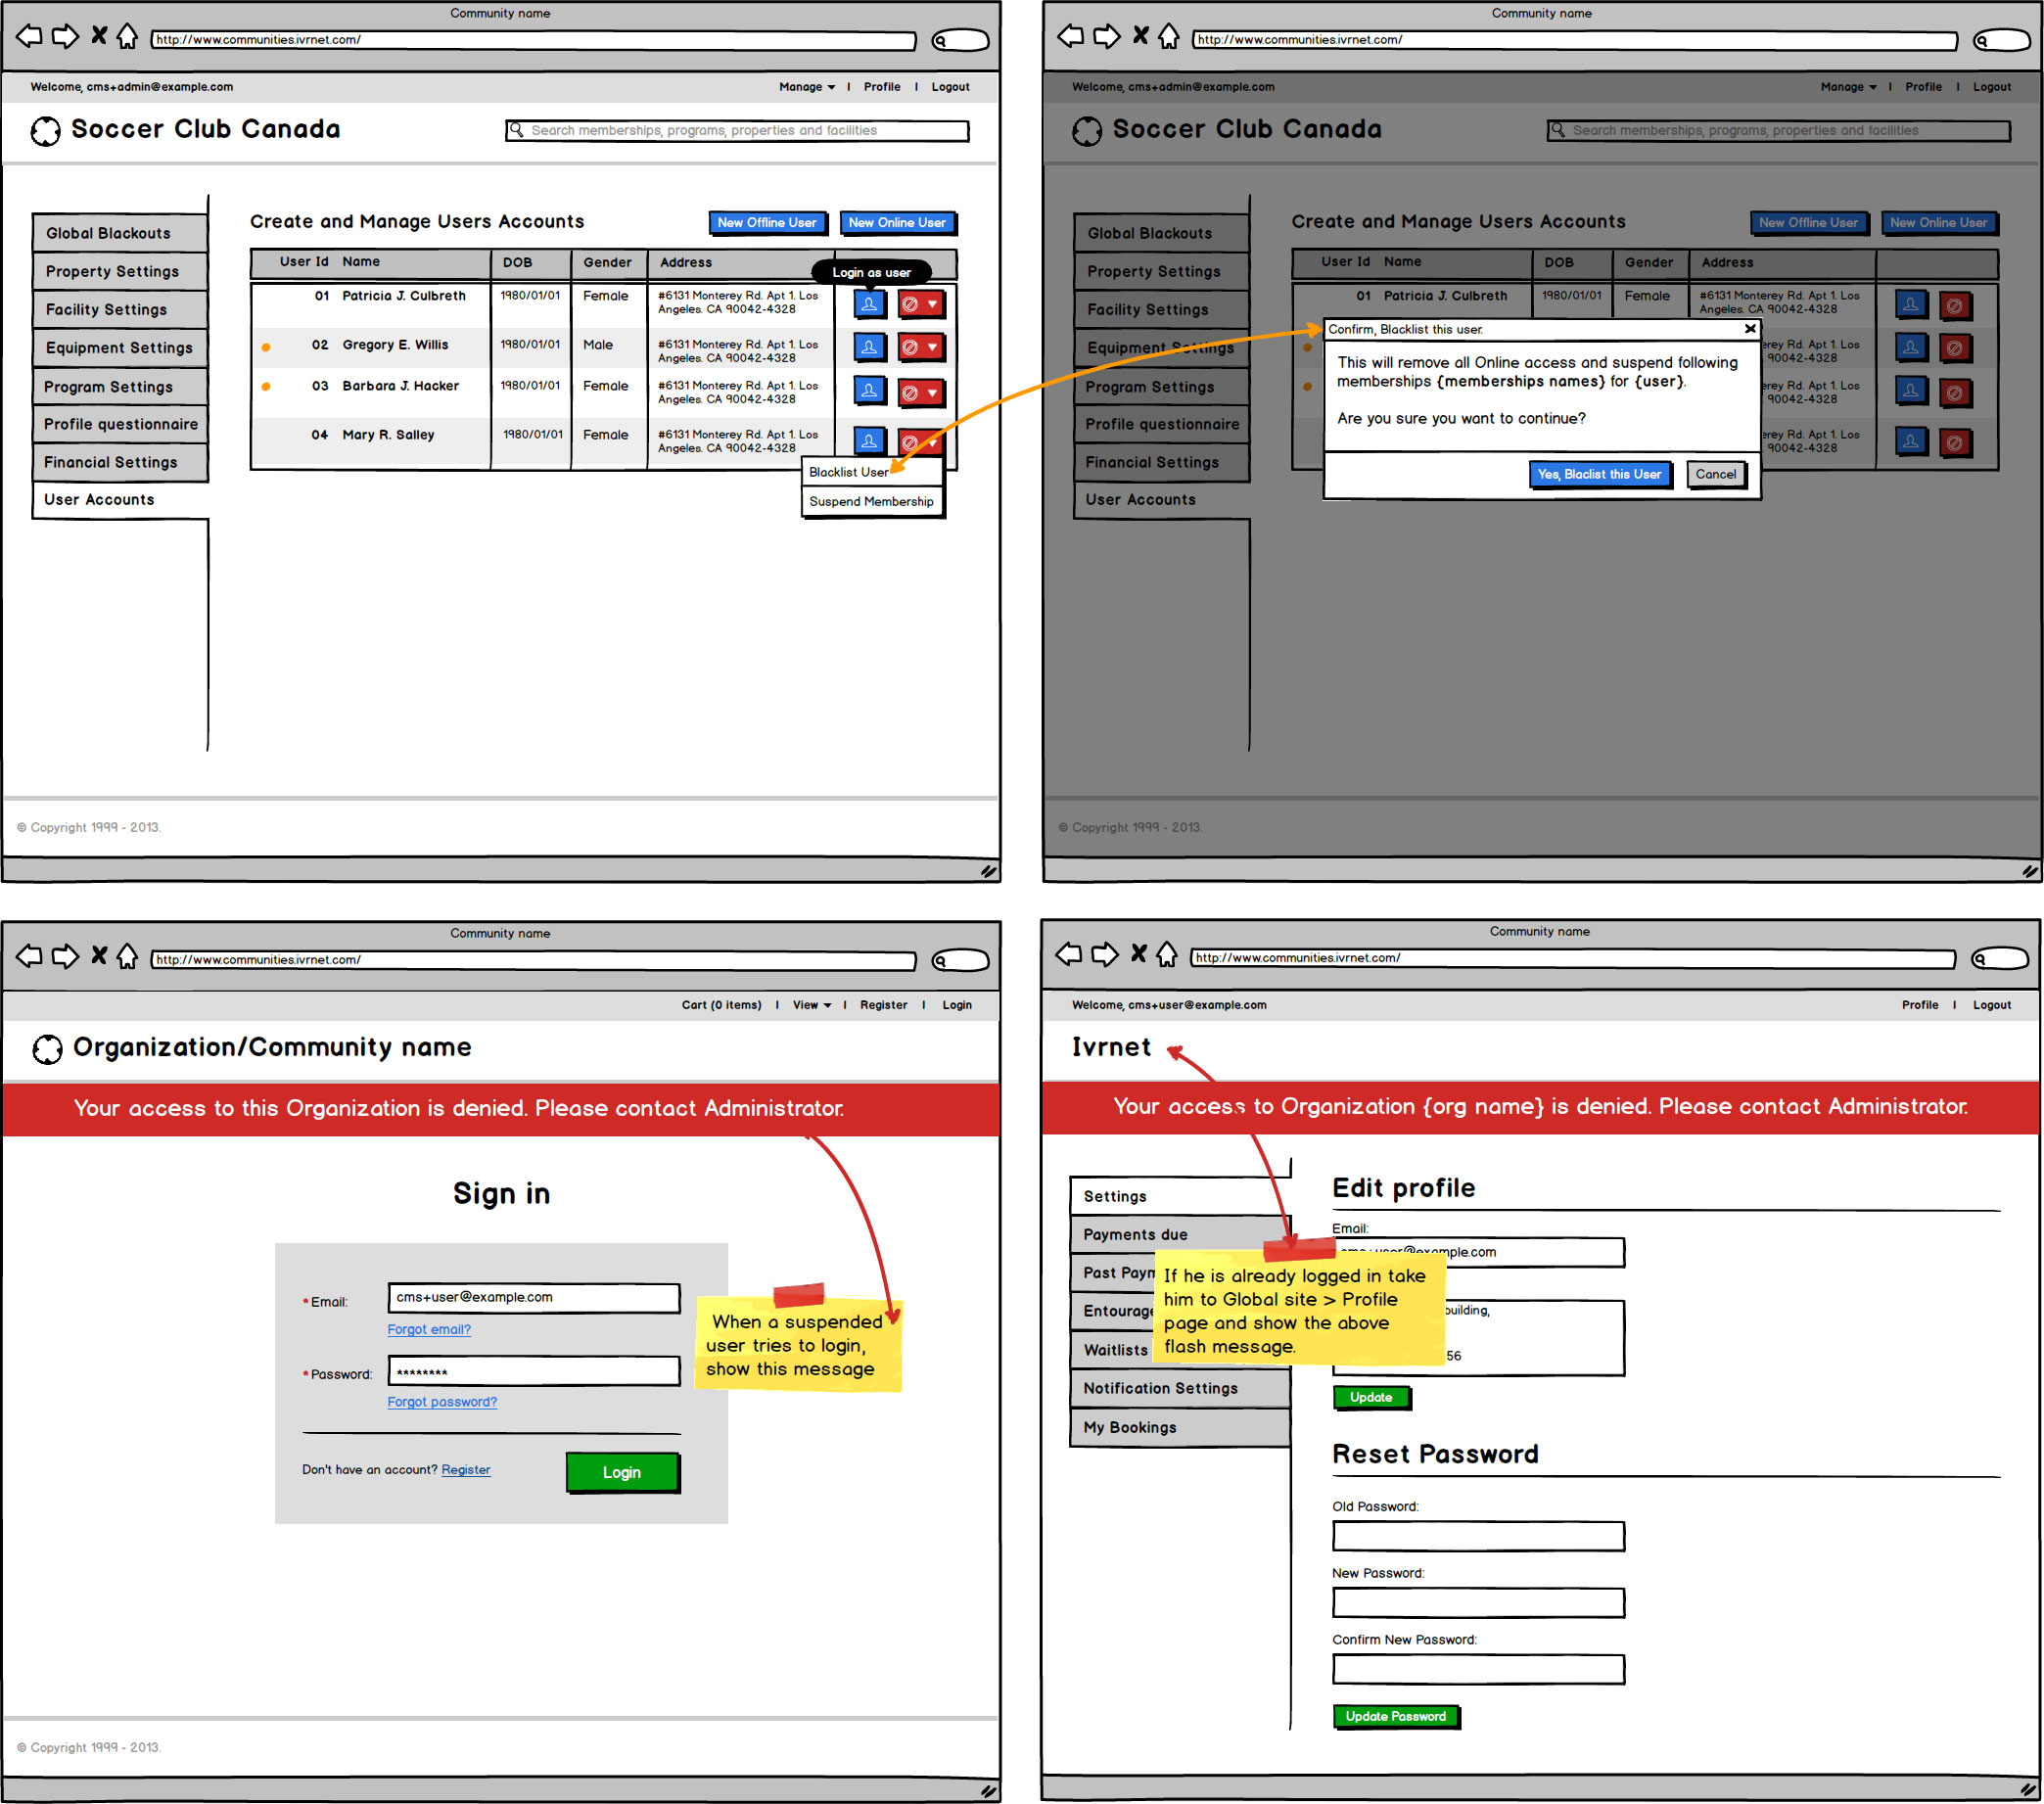 Community name
http://www.communities.ivrnet.com/
Welcome, cms+admin@example.com
Manage | Profile | Logout
Soccer Club Canada
Search memberships, programs, properties and facilities
Global Blackouts
Property Settings
Facility Settings
Equipment Settings
Program Settings
Profile questionnaire
Financial Settings
User Accounts
Create and Manage Users Accounts
New Offline User
New Online User
User Id Name DOB Gender Address
Login as user
01 Patricia J. Culbreth 1980/01/01 Female #6131 Monterey Rd. Apt 1. Los
Angeles. CA 90042-4328
02 Gregory E. Willis 1980/01/01 Male #6131 Monterey Rd. Apt 1. Los
Angeles. CA 90042-4328
03 Barbara J. Hacker 1980/01/01 Female #6131 Monterey Rd. Apt 1. Los
Angeles. CA 90042-4328
04 Mary R. Salley 1980/01/01 Female #6131 Monterey Rd. Apt 1. Los
Angeles. CA 90042-4328
Blacklist User
Suspend Membership
© Copyright 1999 - 2013.
Community name
http://www.communities.ivrnet.com/
Welcome, cms+admin@example.com
Manage | Profile | Logout
Soccer Club Canada
Search memberships, programs, properties and facilities
Global Blackouts
Property Settings
Facility Settings
Equipment Settings
Program Settings
Profile questionnaire
Financial Settings
User Accounts
Create and Manage Users Accounts
New Offline User
New Online User
User Id Name DOB Gender Address
01 Patricia J. Culbreth 1980/01/01 Female #6131 Monterey Rd. Apt 1. Los
Angeles. CA 90042-4328
Rd. Apt 1. Los
90042-4328
Rd. Apt 1. Los
90042-4328
Rd. Apt 1. Los
90042-4328
Confirm, Blacklist this user.
This will remove all Online access and suspend following
memberships {memberships names} for {user}.
Are you sure you want to continue?
Yes, Blaclist this User
Cancel
© Copyright 1999 - 2013.
Community name
http://www.communities.ivrnet.com/
Cart (0 items) | View | Register | Login
Organization/Community name
Your access to this Organization is denied. Please contact Administrator.
Sign in
* Email: cms+user@example.com
Forgot email?
* Password: ********
Forgot password?
Don't have an account? Register
Login
When a suspended
user tries to login,
show this message
© Copyright 1999 - 2013.
Community name
http://www.communities.ivrnet.com/
Welcome, cms+user@example.com
Profile | Logout
Ivrnet
Your access to Organization {org name} is denied. Please contact Administrator.
Settings
Payments due
Past Paym
Entourage
Waitlists
Notification Settings
My Bookings
If he is already logged in take
him to Global site > Profile
page and show the above
flash message.
Edit profile
Email:
cms+user@example.com
building,
56
Update
Reset Password
Old Password:
New Password:
Confirm New Password:
Update Password